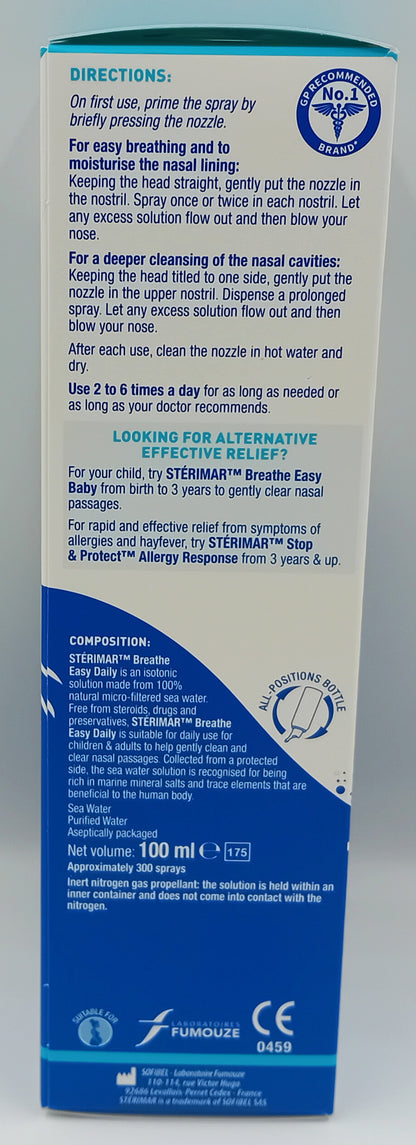 DIRECTIONS:
GP RECOMMENDED
No.1
BRAND*
On first use, prime the spray by
briefly pressing the nozzle.
For easy breathing and to
moisturise the nasal lining:
Keeping the head straight, gently put the nozzle in
the nostril. Spray once or twice in each nostril. Let
any excess solution flow out and then blow your
nose.
For a deeper cleansing of the nasal cavities:
Keeping the head titled to one side, gently put the
nozzle in the upper nostril. Dispense a prolonged
spray. Let any excess solution flow out and then
blow your nose.
After each use, clean the nozzle in hot water and
dry.
Use 2 to 6 times a day for as long as needed or
as long as your doctor recommends.
LOOKING FOR ALTERNATIVE
EFFECTIVE RELIEF?
For your child, try STÉRIMAR™ Breathe Easy
Baby from birth to 3 years to gently clear nasal
passages.
For rapid and effective relief from symptoms of
allergies and hayfever, try STÉRIMAR™ Stop
& Protect™ Allergy Response from 3 years & up.
COMPOSITION:
STÉRIMAR™ Breathe
Easy Daily is an isotonic
solution made from 100%
natural micro-filtered sea water.
Free from steroids, drugs and
preservatives, STÉRIMAR™ Breathe
Easy Daily is suitable for daily use for
children & adults to help gently clean and
clear nasal passages. Collected from a protected
side, the sea water solution is recognised for being
rich in marine mineral salts and trace elements that are
beneficial to the human body.
ALL-POSITIONS BOTTLE
Sea Water
Purified Water
Aseptically packaged
Net volume: 100 ml ℮ 175
Approximately 300 sprays
Inert nitrogen gas propellant: the solution is held within an
inner container and does not come into contact with the
nitrogen.
SUITABLE FOR
LABORATOIRES
FUMOUZE
CE
0459
SOFIBEL - Laboratoire Fumouze
110-114, rue Victor Hugo
92686 Levallois-Perret Cedex - France
STÉRIMAR is a trademark of SOFIBEL SAS